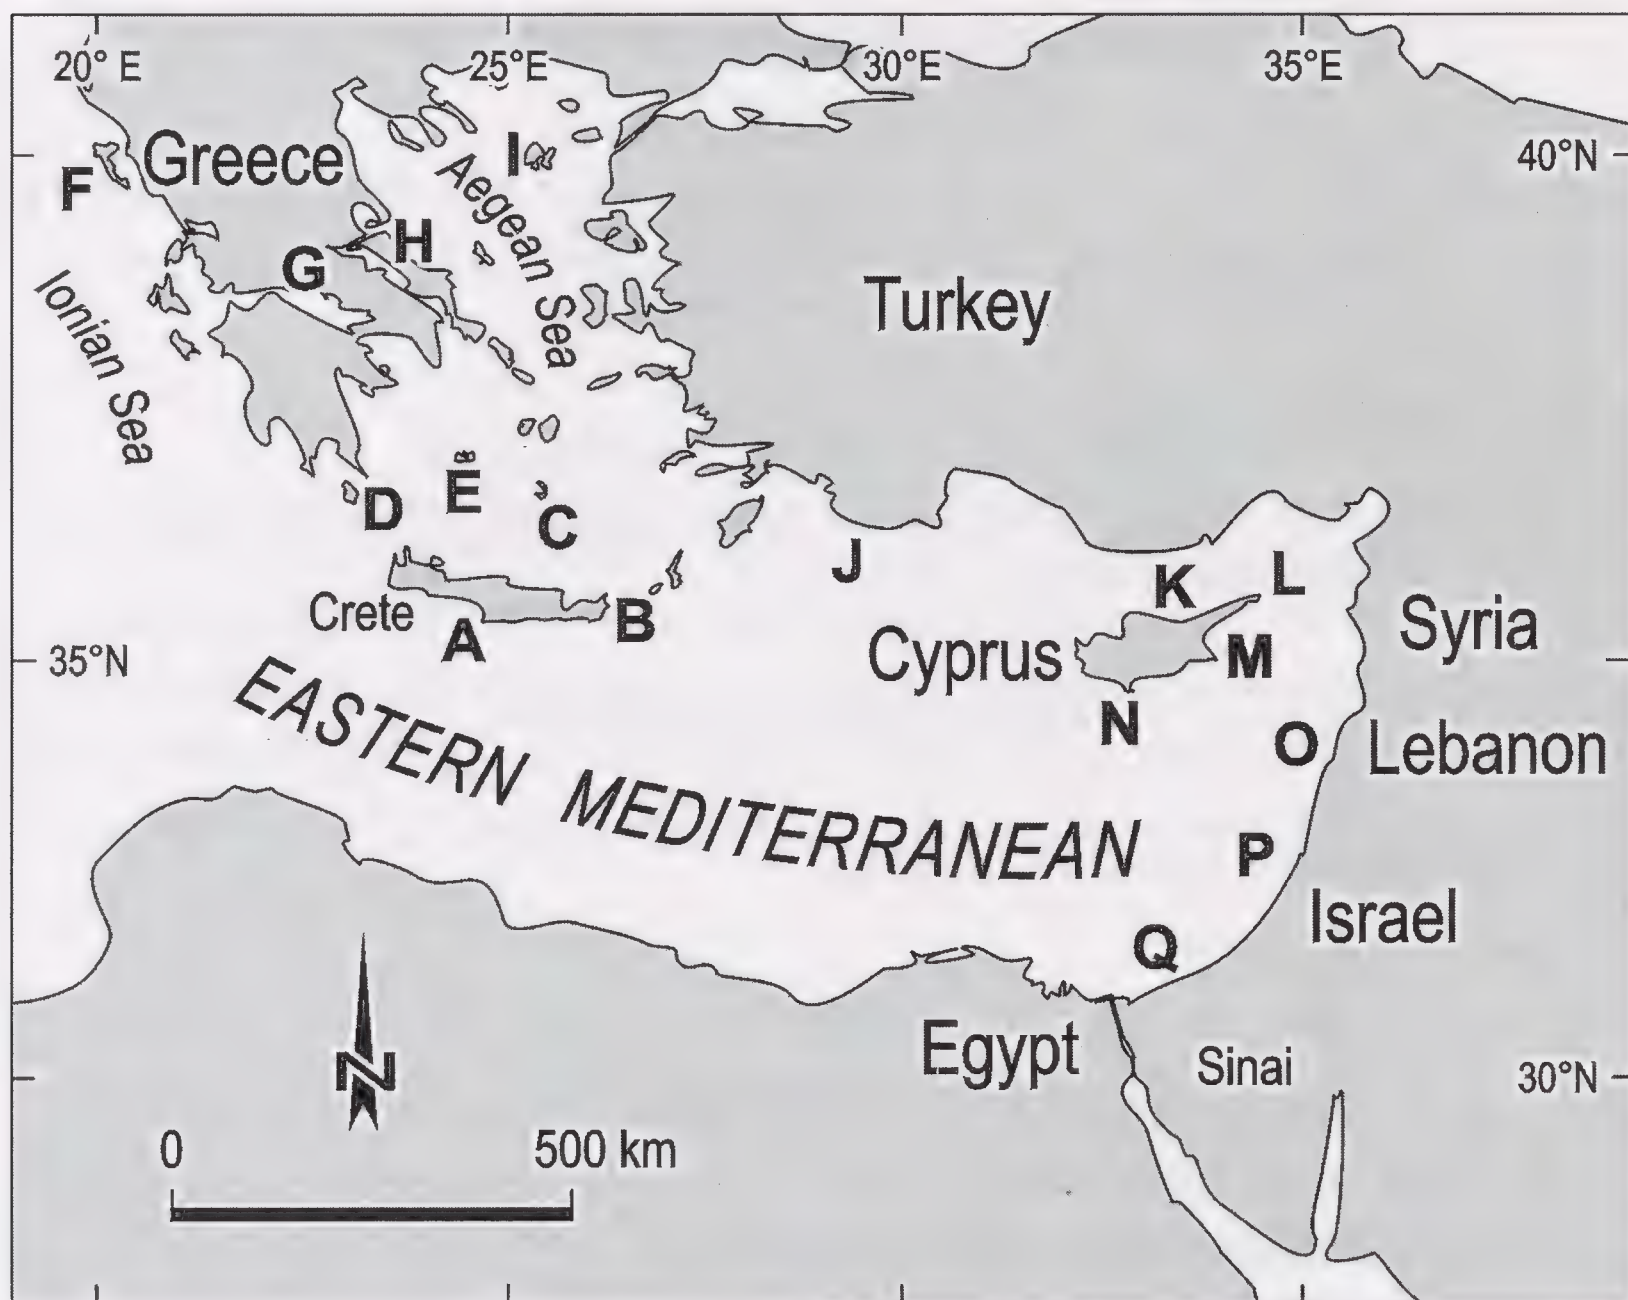 20° E 25°E 30°E 35°E
40°N
Greece
I
F
Aegean Sea
H
G
Ionian Sea
Turkey
E
D
C
J
K
L
Crete
B
A
Syria
Cyprus
M
35°N
N
EASTERN MEDITERRANEAN
O
Lebanon
P
Israel
Q
Egypt
Sinai
30°N
N
0 500 km